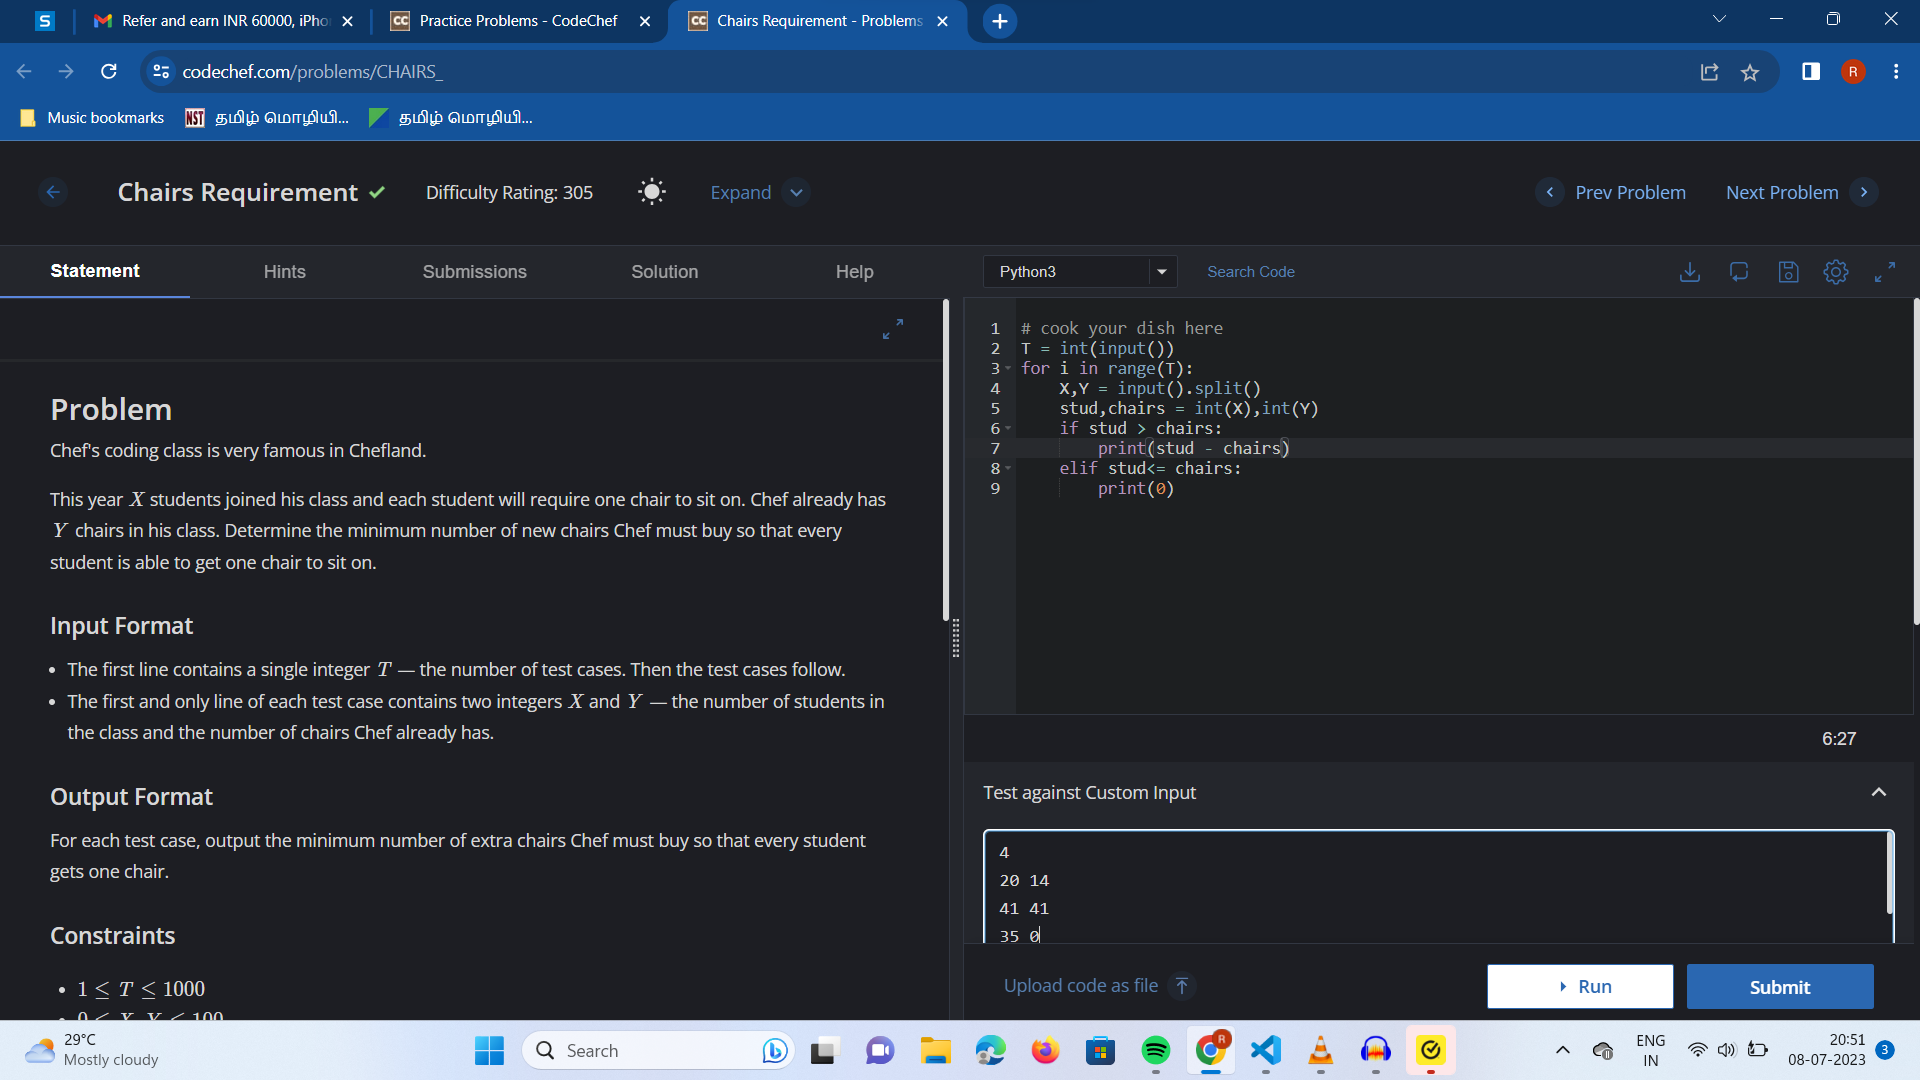 S
Refer and earn INR 60000, iPho
CC Practice Problems - CodeChef
CC Chairs Requirement - Problems
codechef.com/problems/CHAIRS_
R
Music bookmarks
NST தமிழ் மொழியி...
தமிழ் மொழியி...
Chairs Requirement
Difficulty Rating: 305
Expand
Prev Problem
Next Problem
Statement
Hints
Submissions
Solution
Help
Problem
Chef's coding class is very famous in Chefland.
This year X students joined his class and each student will require one chair to sit on. Chef already has
Y chairs in his class. Determine the minimum number of new chairs Chef must buy so that every
student is able to get one chair to sit on.
Input Format
• The first line contains a single integer T — the number of test cases. Then the test cases follow.
• The first and only line of each test case contains two integers X and Y — the number of students in
the class and the number of chairs Chef already has.
Output Format
For each test case, output the minimum number of extra chairs Chef must buy so that every student
gets one chair.
Constraints
• 1 ≤ T ≤ 1000
• 0 ≤ X, Y ≤ 100
Python3
Search Code
1 # cook your dish here
2 T = int(input())
3 for i in range(T):
4     X,Y = input().split()
5     stud,chairs = int(X),int(Y)
6     if stud > chairs:
7         print(stud - chairs)
8     elif stud<= chairs:
9         print(0)
6:27
Test against Custom Input
4
20 14
41 41
35 0
Upload code as file
Run
Submit
29°C
Mostly cloudy
Search
R
ENG
IN
20:51
08-07-2023
3